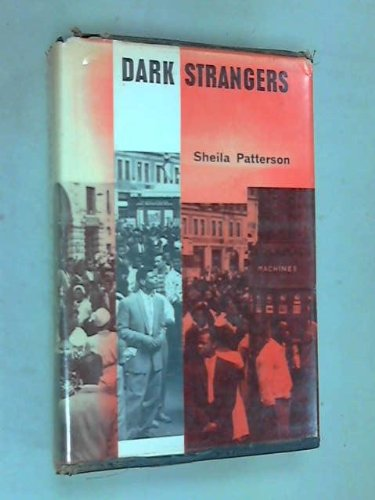 DARK STRANGERS
Sheila Patterson
MACHINES